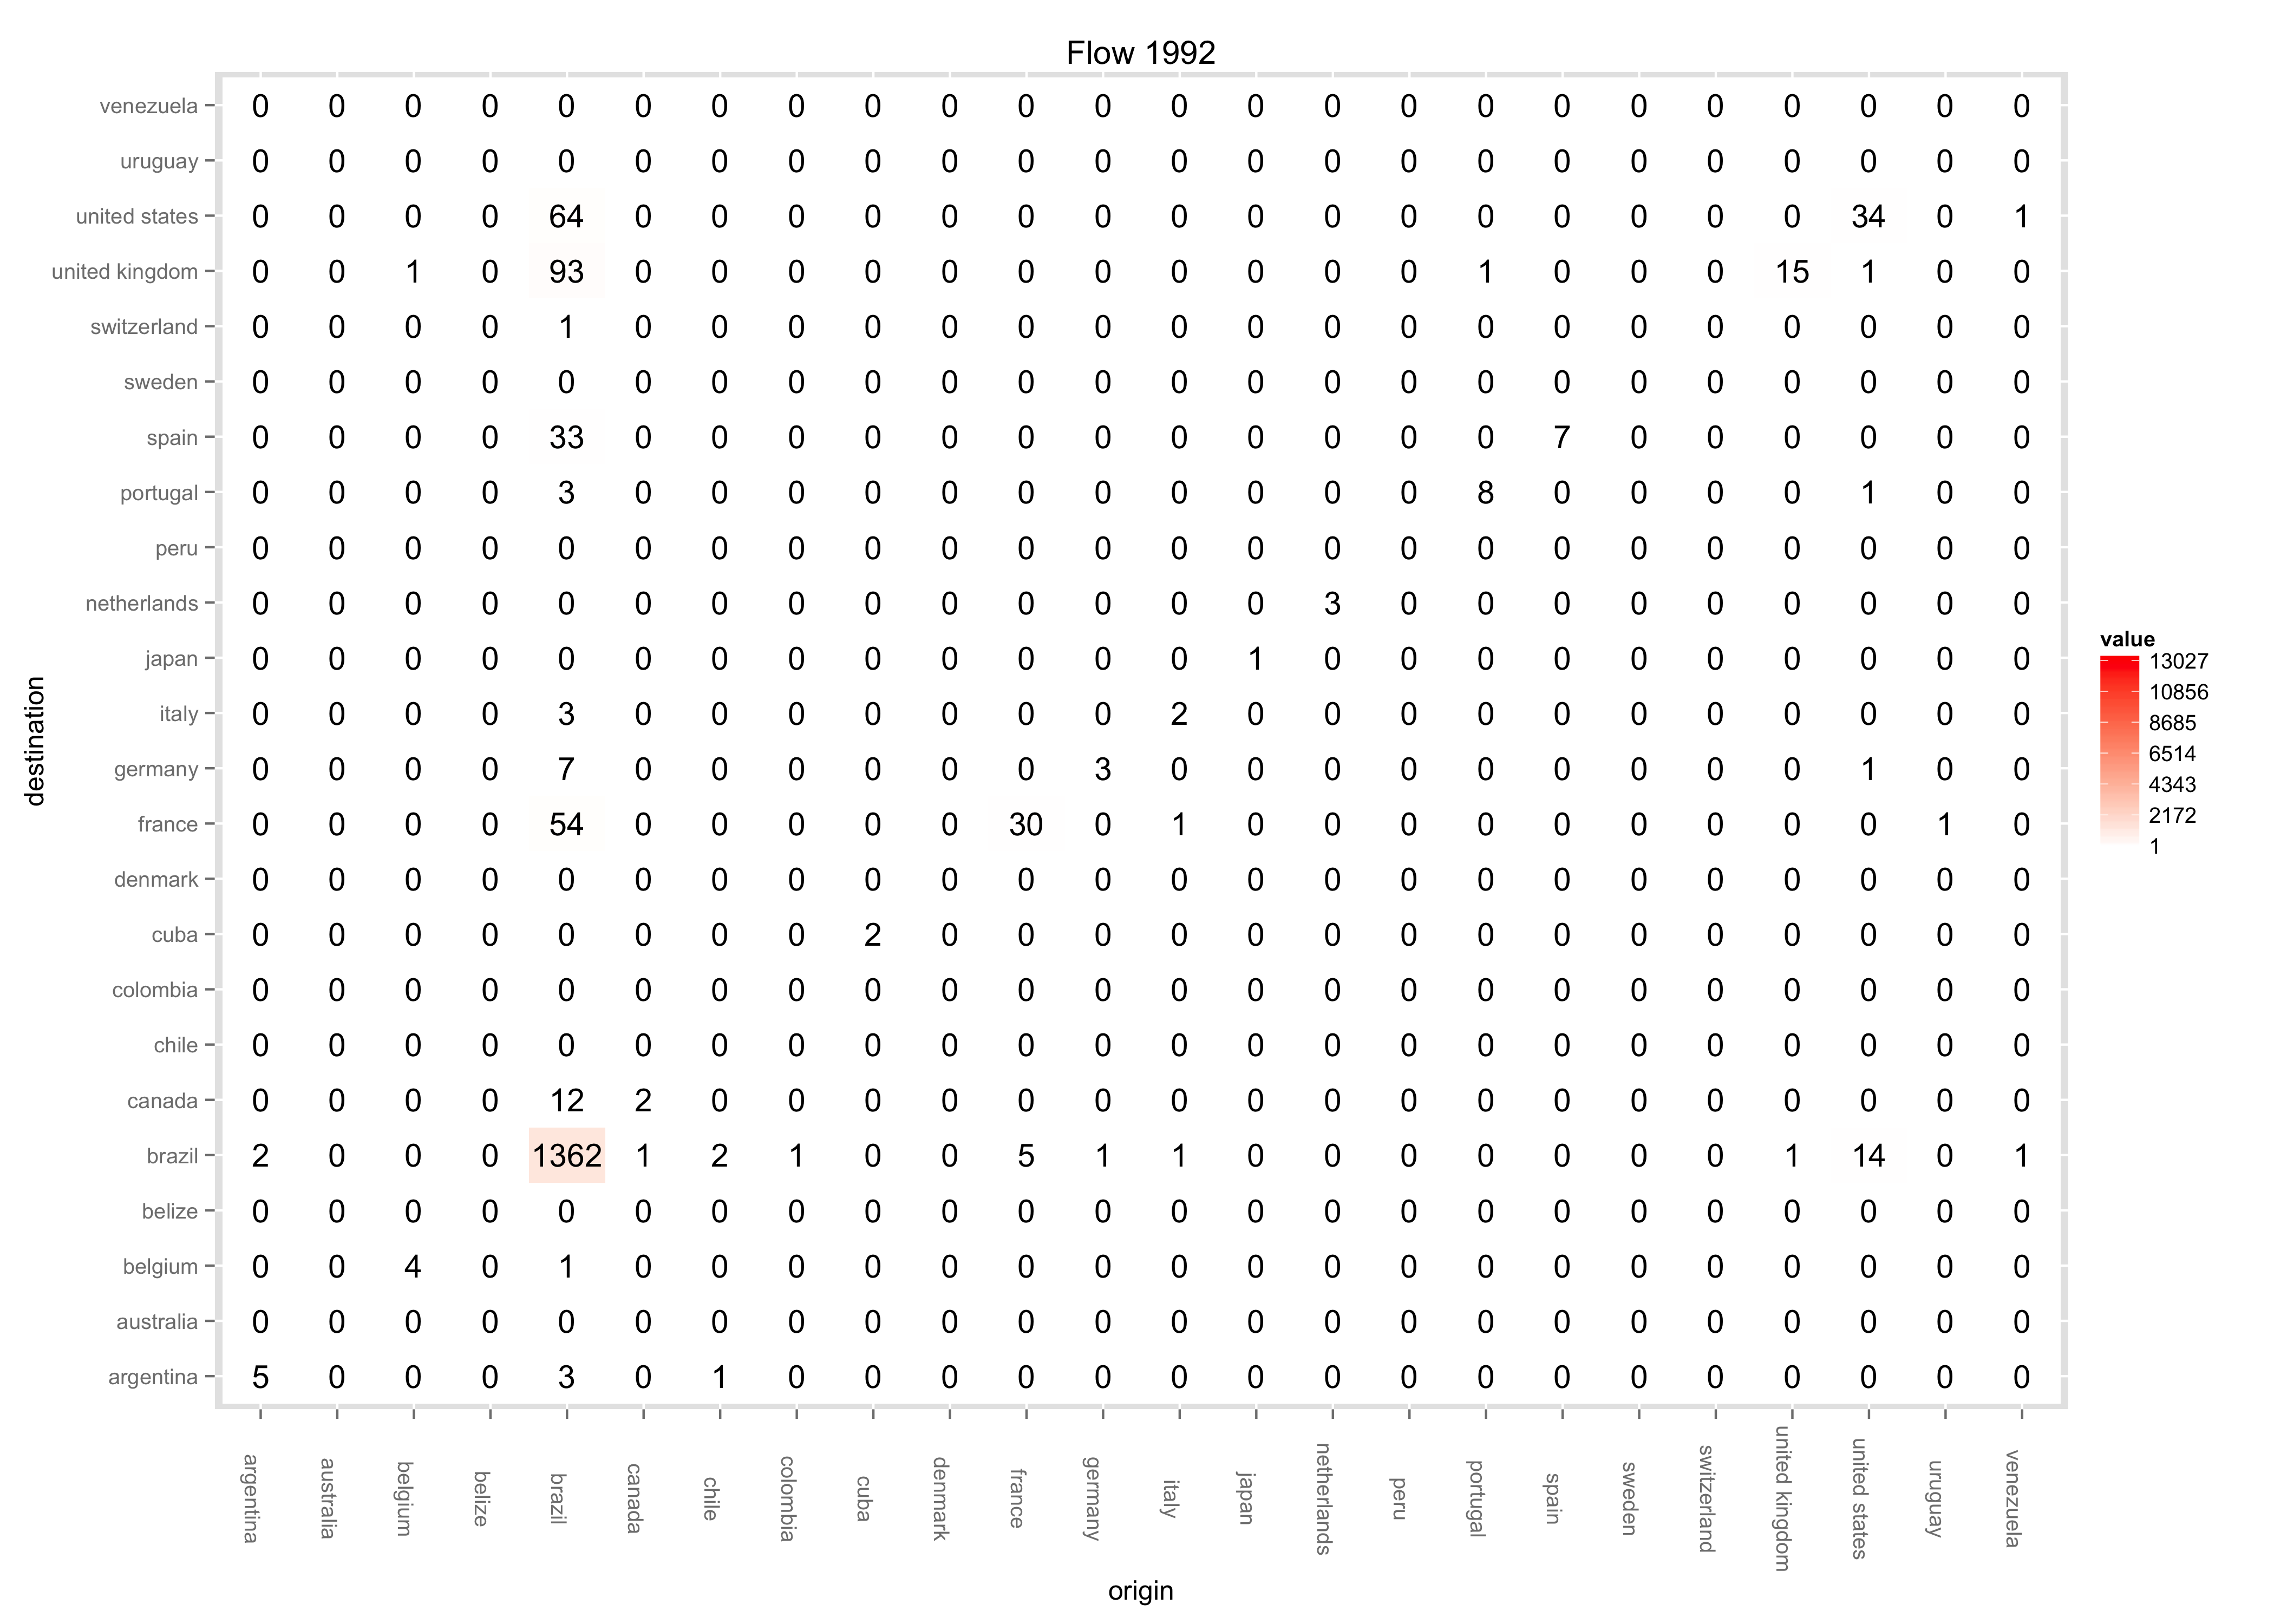 Flow 1992
venezuela 0 0 0 0 0 0 0 0 0 0 0 0 0 0 0 0 0 0 0 0 0 0 0 0
uruguay 0 0 0 0 0 0 0 0 0 0 0 0 0 0 0 0 0 0 0 0 0 0 0 0
united states 0 0 0 0 64 0 0 0 0 0 0 0 0 0 0 0 0 0 0 0 0 34 0 1
united kingdom 0 0 1 0 93 0 0 0 0 0 0 0 0 0 0 0 1 0 0 0 15 1 0 0
switzerland 0 0 0 0 1 0 0 0 0 0 0 0 0 0 0 0 0 0 0 0 0 0 0 0
sweden 0 0 0 0 0 0 0 0 0 0 0 0 0 0 0 0 0 0 0 0 0 0 0 0
spain 0 0 0 0 33 0 0 0 0 0 0 0 0 0 0 0 0 7 0 0 0 0 0 0
portugal 0 0 0 0 3 0 0 0 0 0 0 0 0 0 0 0 8 0 0 0 0 1 0 0
peru 0 0 0 0 0 0 0 0 0 0 0 0 0 0 0 0 0 0 0 0 0 0 0 0
netherlands 0 0 0 0 0 0 0 0 0 0 0 0 0 0 3 0 0 0 0 0 0 0 0 0
japan 0 0 0 0 0 0 0 0 0 0 0 0 0 1 0 0 0 0 0 0 0 0 0 0
italy 0 0 0 0 3 0 0 0 0 0 0 0 2 0 0 0 0 0 0 0 0 0 0 0
germany 0 0 0 0 7 0 0 0 0 0 0 3 0 0 0 0 0 0 0 0 0 1 0 0
france 0 0 0 0 54 0 0 0 0 0 30 0 1 0 0 0 0 0 0 0 0 0 1 0
denmark 0 0 0 0 0 0 0 0 0 0 0 0 0 0 0 0 0 0 0 0 0 0 0 0
cuba 0 0 0 0 0 0 0 0 2 0 0 0 0 0 0 0 0 0 0 0 0 0 0 0
colombia 0 0 0 0 0 0 0 0 0 0 0 0 0 0 0 0 0 0 0 0 0 0 0 0
chile 0 0 0 0 0 0 0 0 0 0 0 0 0 0 0 0 0 0 0 0 0 0 0 0
canada 0 0 0 0 12 2 0 0 0 0 0 0 0 0 0 0 0 0 0 0 0 0 0 0
brazil 2 0 0 0 1362 1 2 1 0 0 5 1 1 0 0 0 0 0 0 0 1 14 0 1
belize 0 0 0 0 0 0 0 0 0 0 0 0 0 0 0 0 0 0 0 0 0 0 0 0
belgium 0 0 4 0 1 0 0 0 0 0 0 0 0 0 0 0 0 0 0 0 0 0 0 0
australia 0 0 0 0 0 0 0 0 0 0 0 0 0 0 0 0 0 0 0 0 0 0 0 0
argentina 5 0 0 0 3 0 1 0 0 0 0 0 0 0 0 0 0 0 0 0 0 0 0 0
argentina australia belgium belize brazil canada chile colombia cuba denmark france germany italy japan netherlands peru portugal spain sweden switzerland united kingdom united states uruguay venezuela
origin
destination
value
13027
10856
8685
6514
4343
2172
1